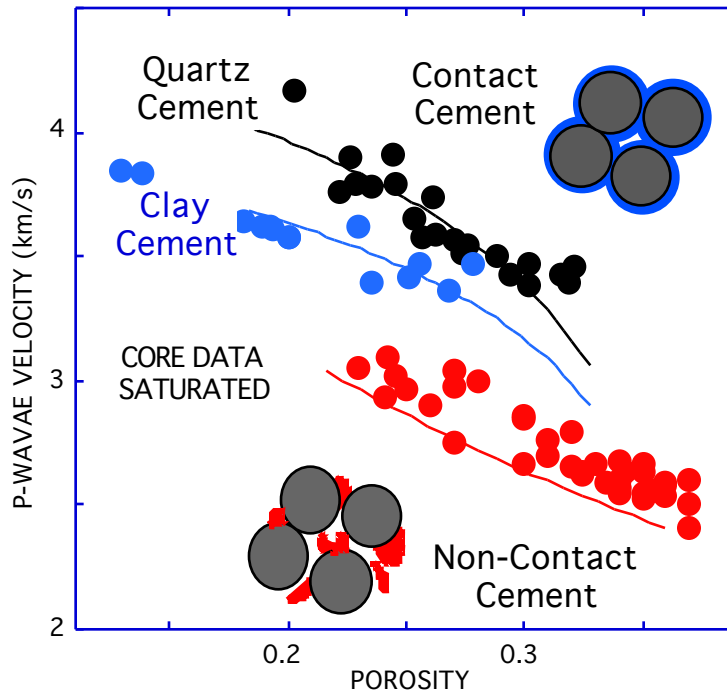 Quartz
Cement
Contact
Cement
4
Clay
Cement
P-WAVAE VELOCITY (km/s)
CORE DATA
SATURATED
3
Non-Contact
Cement
2
0.2
0.3
POROSITY